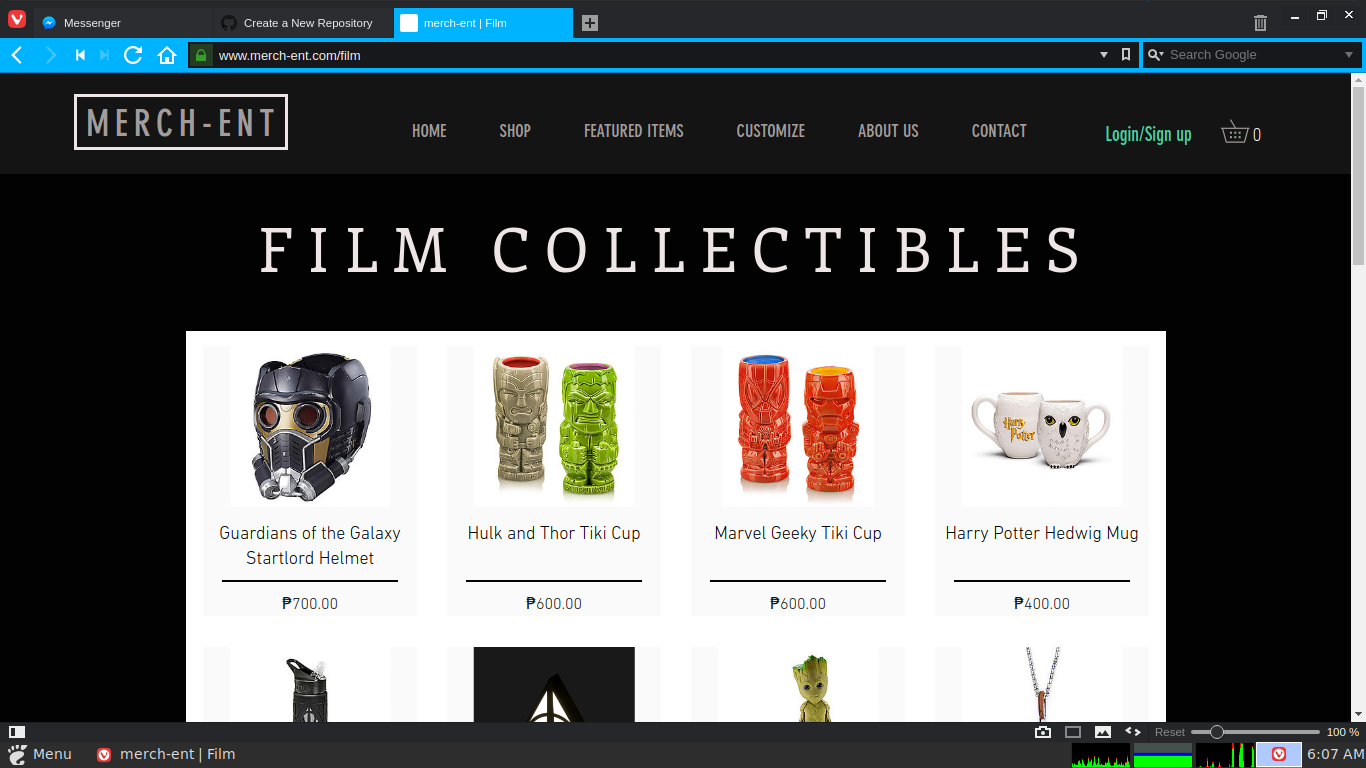 Messenger
Create a New Repository
merch-ent | Film
www.merch-ent.com/film
Search Google
MERCH-ENT
HOME
SHOP
FEATURED ITEMS
CUSTOMIZE
ABOUT US
CONTACT
Login/Sign up
0
FILM COLLECTIBLES
Harry
Potter
Guardians of the Galaxy
Startlord Helmet
Hulk and Thor Tiki Cup
Marvel Geeky Tiki Cup
Harry Potter Hedwig Mug
₱700.00
₱600.00
₱600.00
₱400.00
Reset
100 %
Menu
merch-ent | Film
6:07 AM